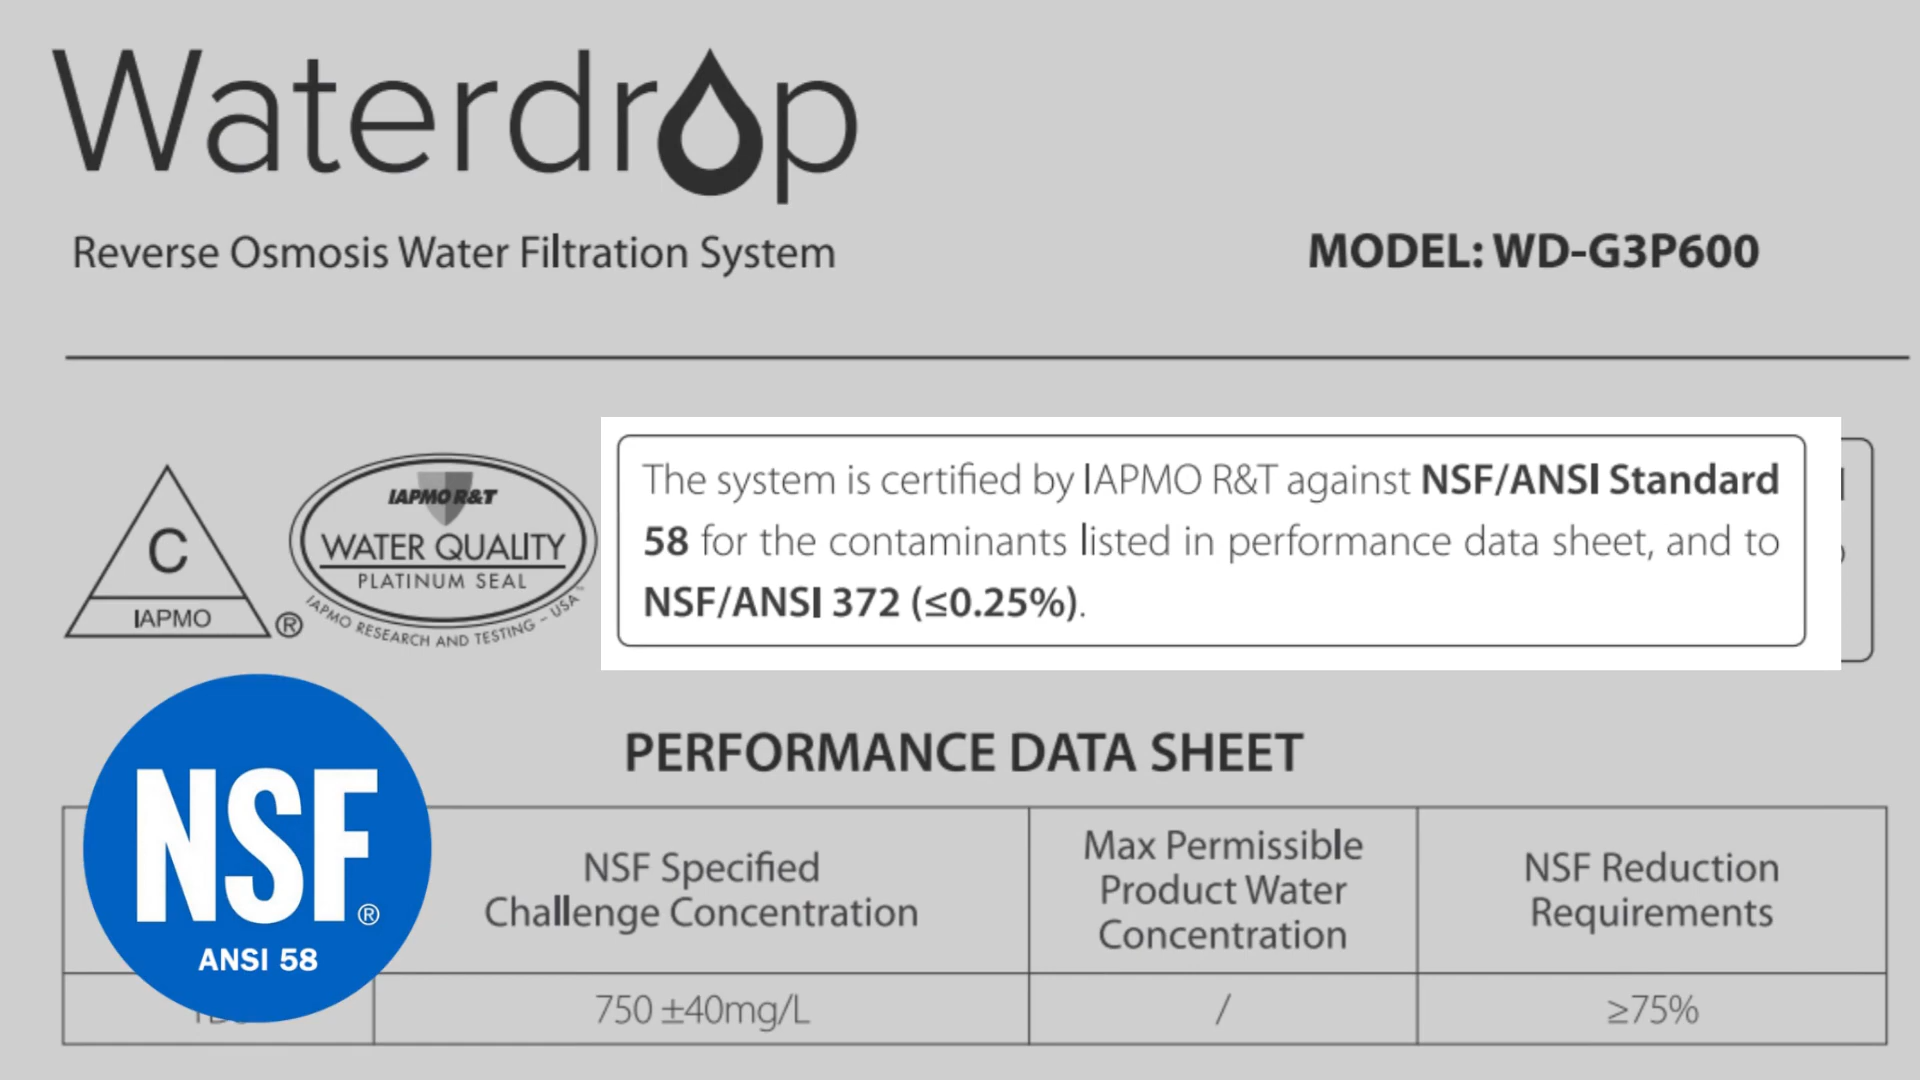 Waterdrop
Reverse Osmosis Water Filtration System
MODEL: WD-G3P600
C
IAPMO
®
IAPMO R&T
WATER QUALITY
PLATINUM SEAL
IAPMO RESEARCH AND TESTING – USA
The system is certified by IAPMO R&T against NSF/ANSI Standard
58 for the contaminants listed in performance data sheet, and to
NSF/ANSI 372 (≤0.25%).
PERFORMANCE DATA SHEET
NSF®
ANSI 58
NSF Specified
Challenge Concentration
Max Permissible
Product Water
Concentration
NSF Reduction
Requirements
750 ±40mg/L
/
≥75%